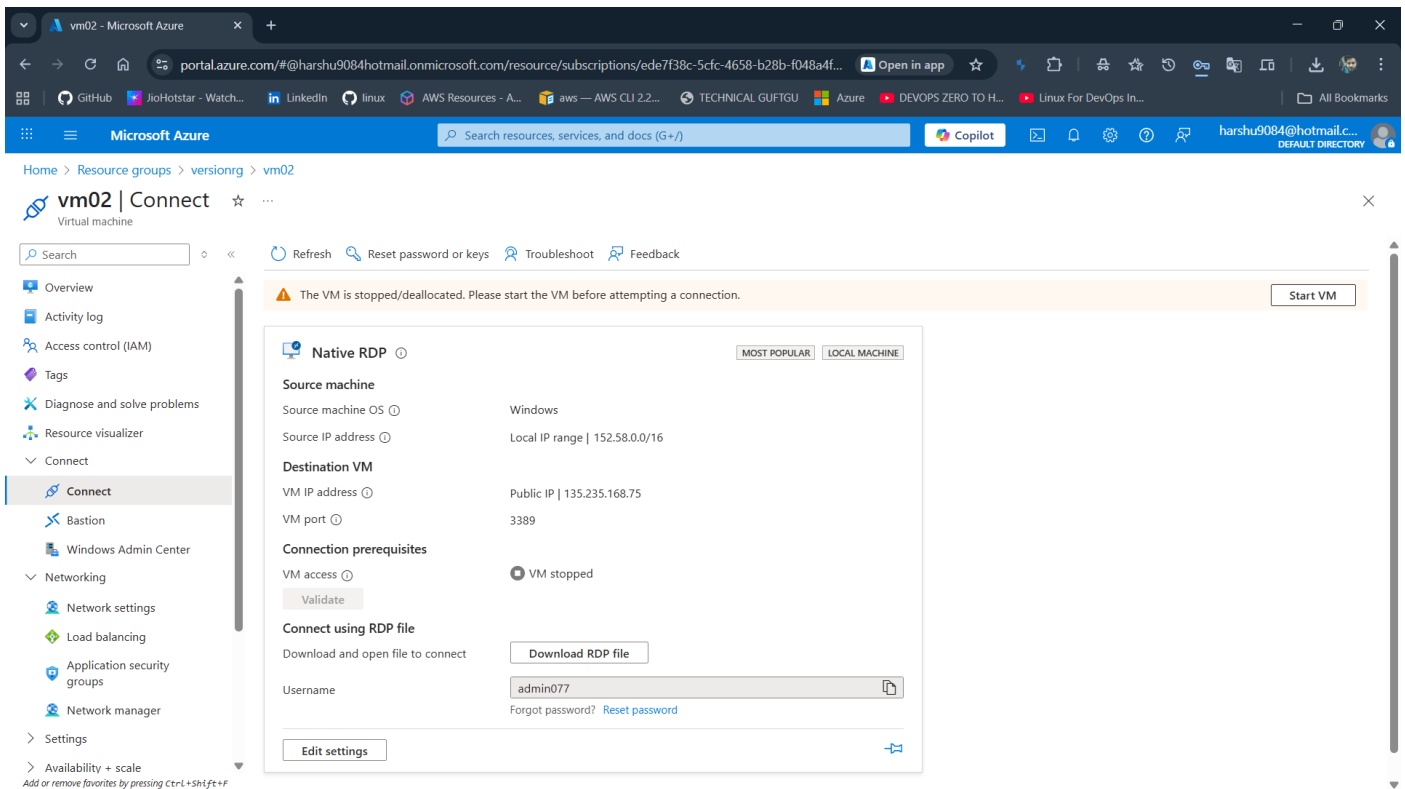 vm02 - Microsoft Azure
portal.azure.com/#@harshu9084hotmail.onmicrosoft.com/resource/subscriptions/ede7f38c-5cfc-4658-b28b-f048a4f... Open in app
GitHub JioHotstar - Watch... LinkedIn linux AWS Resources - A... aws — AWS CLI 2.2... TECHNICAL GUFTGU Azure DEVOPS ZERO TO H... Linux For DevOps In... All Bookmarks
Microsoft Azure Search resources, services, and docs (G+/) Copilot harshu9084@hotmail.c...
DEFAULT DIRECTORY
Home > Resource groups > versionrg > vm02
vm02 | Connect ...
Virtual machine
Search
Refresh Reset password or keys Troubleshoot Feedback
Overview
Activity log
Access control (IAM)
Tags
Diagnose and solve problems
Resource visualizer
Connect
Connect
Bastion
Windows Admin Center
Networking
Network settings
Load balancing
Application security
groups
Network manager
Settings
Availability + scale
Add or remove favorites by pressing Ctrl+Shift+F
The VM is stopped/deallocated. Please start the VM before attempting a connection. Start VM
Native RDP MOST POPULAR LOCAL MACHINE
Source machine
Source machine OS Windows
Source IP address Local IP range | 152.58.0.0/16
Destination VM
VM IP address Public IP | 135.235.168.75
VM port 3389
Connection prerequisites
VM access VM stopped
Validate
Connect using RDP file
Download and open file to connect Download RDP file
Username admin077
Forgot password? Reset password
Edit settings